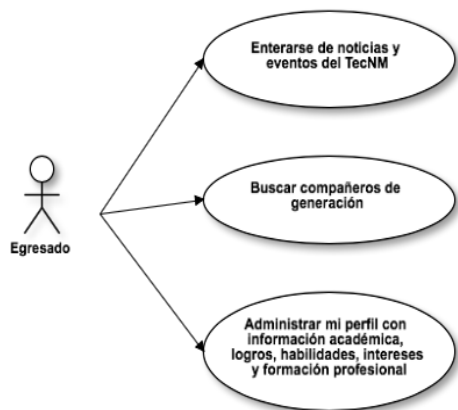 Enterarse de noticias y
eventos del TecNM
Buscar compañeros de
generación
Egresado
Administrar mi perfil con
información académica,
logros, habilidades, intereses
y formación profesional